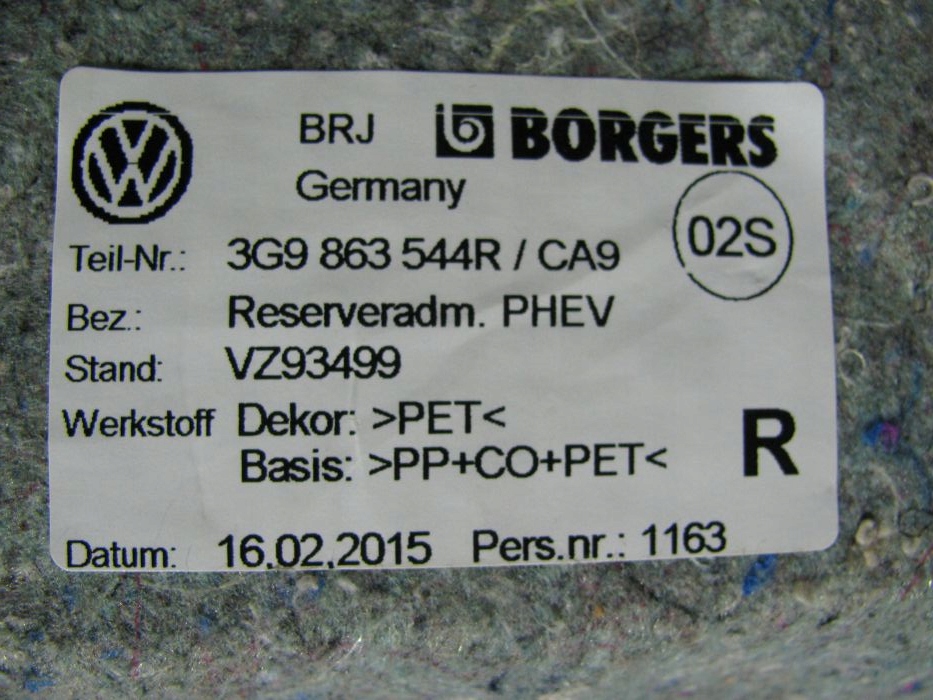 BRJ BORGERS
Germany
02S
Teil-Nr.: 3G9 863 544R / CA9
Bez.: Reserveradm. PHEV
Stand: VZ93499
Werkstoff Dekor: >PET<
Basis: >PP+CO+PET<
R
Datum: 16.02.2015 Pers.nr.: 1163